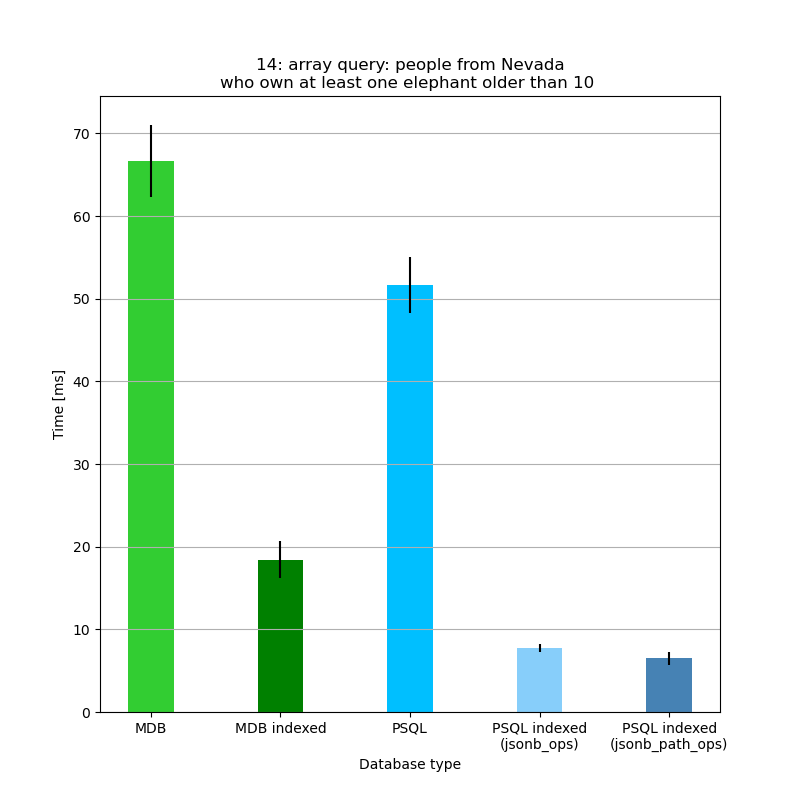 14: array query: people from Nevada
who own at least one elephant older than 10
Time [ms]
70
60
50
40
30
20
10
0
MDB
MDB indexed
PSQL
PSQL indexed
(jsonb_ops)
PSQL indexed
(jsonb_path_ops)
Database type